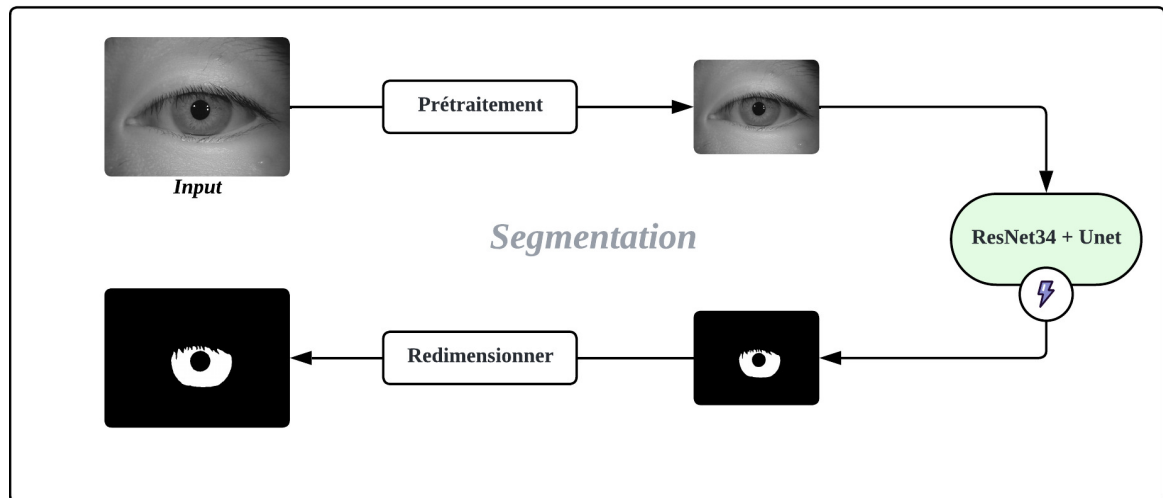 Prétraitement
Input
Segmentation
ResNet34 + Unet
Redimensionner